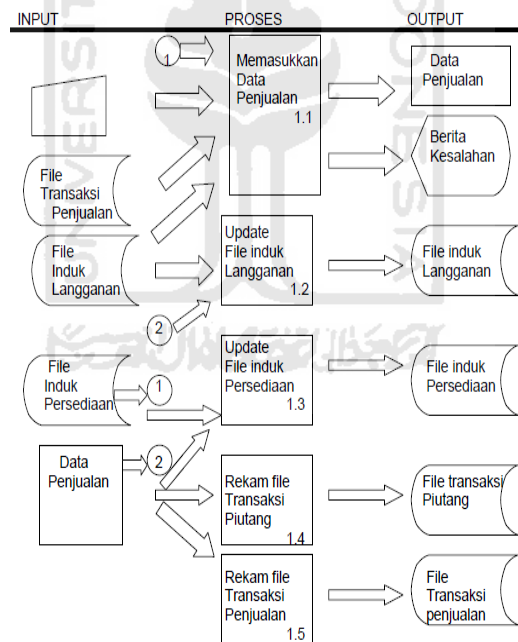 INPUT PROSES OUTPUT
1
Memasukkan
Data
Penjualan
1.1
Data
Penjualan
Berita
Kesalahan
File
Transaksi
Penjualan
File
Induk
Langganan
Update
File induk
Langganan
1.2
File induk
Langganan
2
File
Induk
Persediaan
1
Update
File induk
Persediaan
1.3
File induk
Persediaan
Data
Penjualan
2
Rekam file
Transaksi
Piutang
1.4
File transaksi
Piutang
Rekam file
Transaksi
Penjualan
1.5
File
Transaksi
penjualan